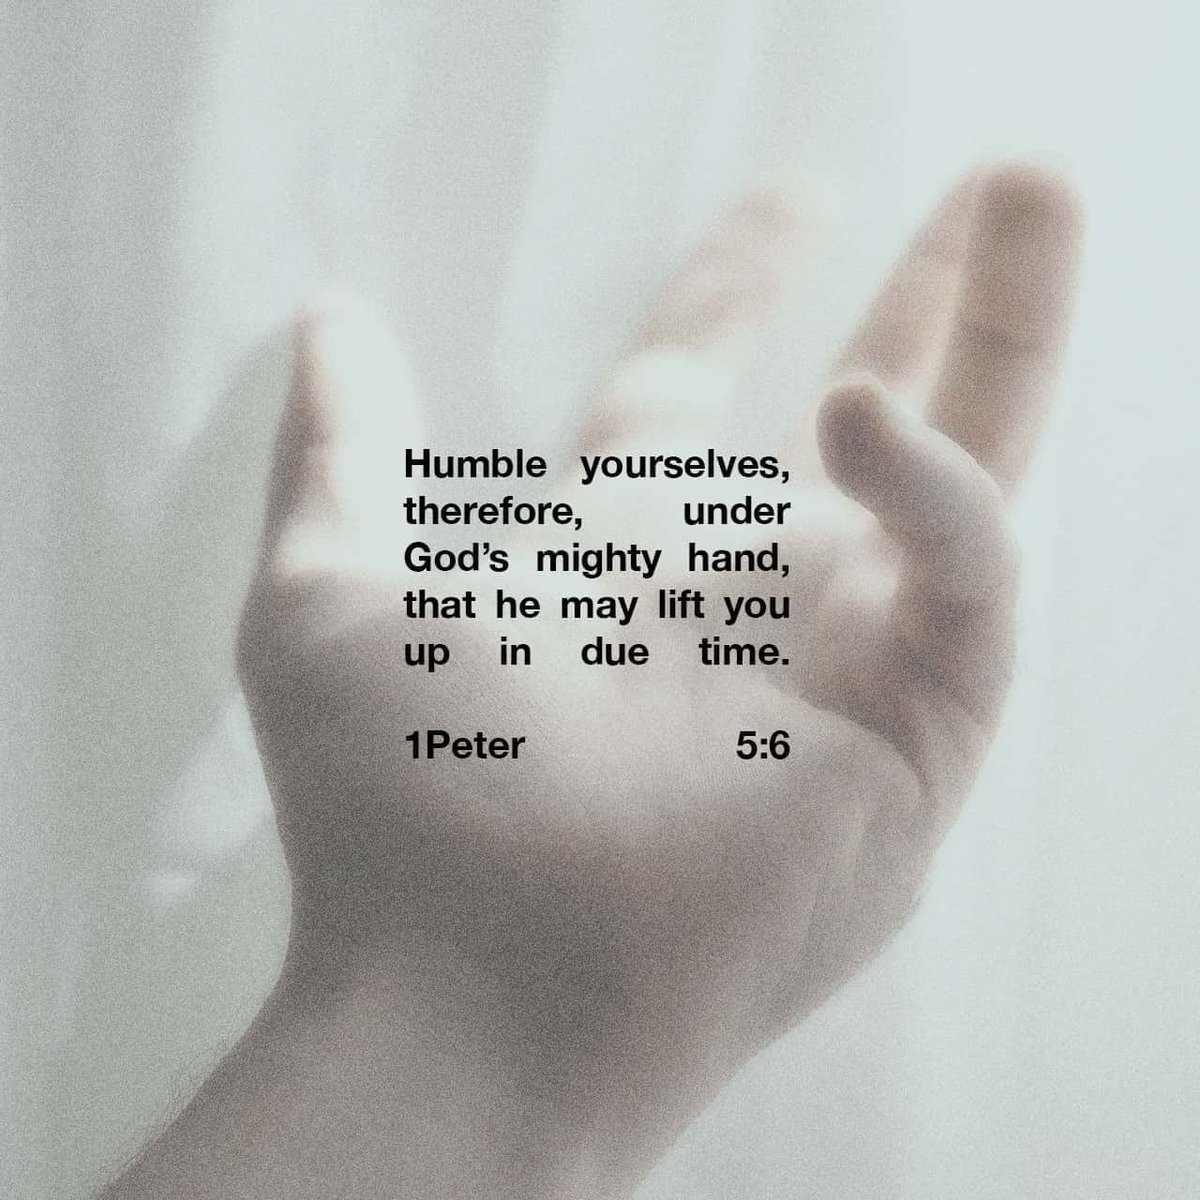 Humble yourselves,
therefore, under
God’s mighty hand,
that he may lift you
up in due time.
1Peter 5:6